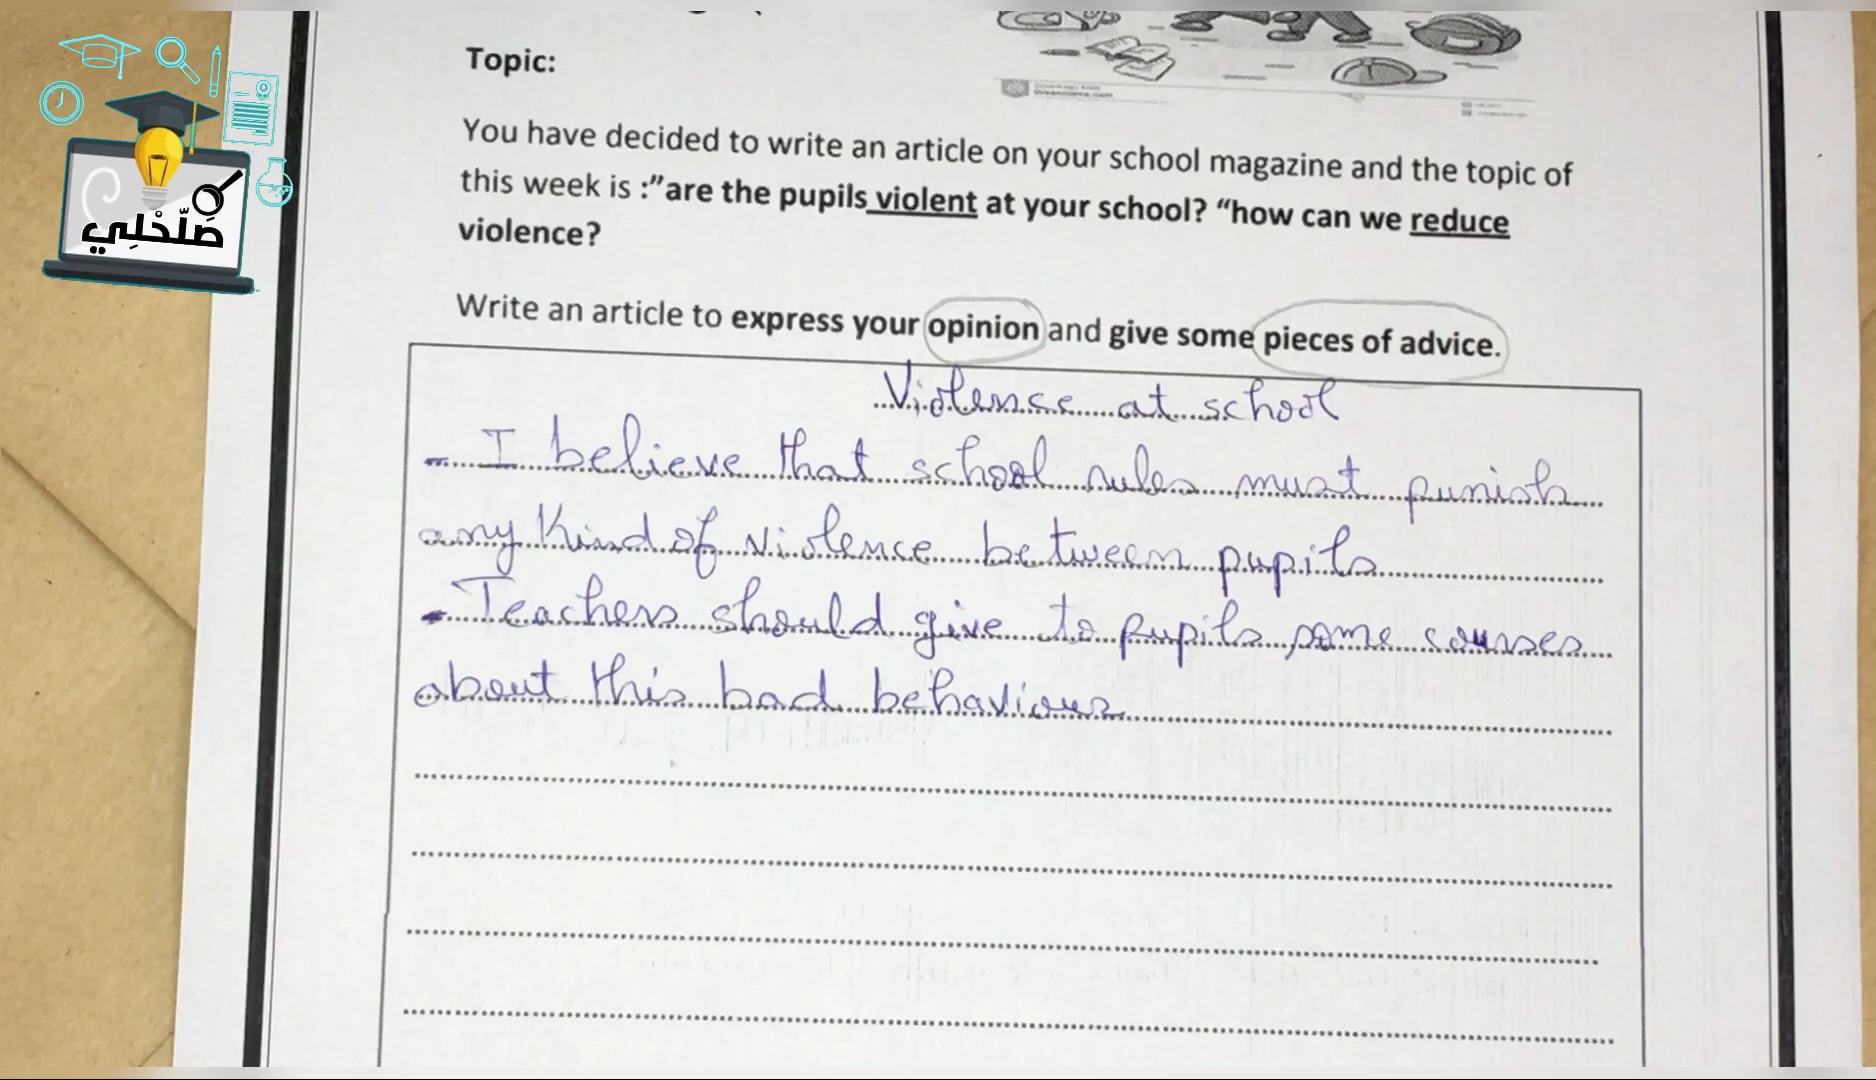 صَلَّحْلِي
Topic:
You have decided to write an article on your school magazine and the topic of
this week is :"are the pupils violent at your school? "how can we reduce
violence?
Write an article to express your opinion and give some pieces of advice.
Violence at school
- I believe that school rules must punish
any kind of violence between pupils
- Teachers should give to pupils some courses
about this bad behaviour